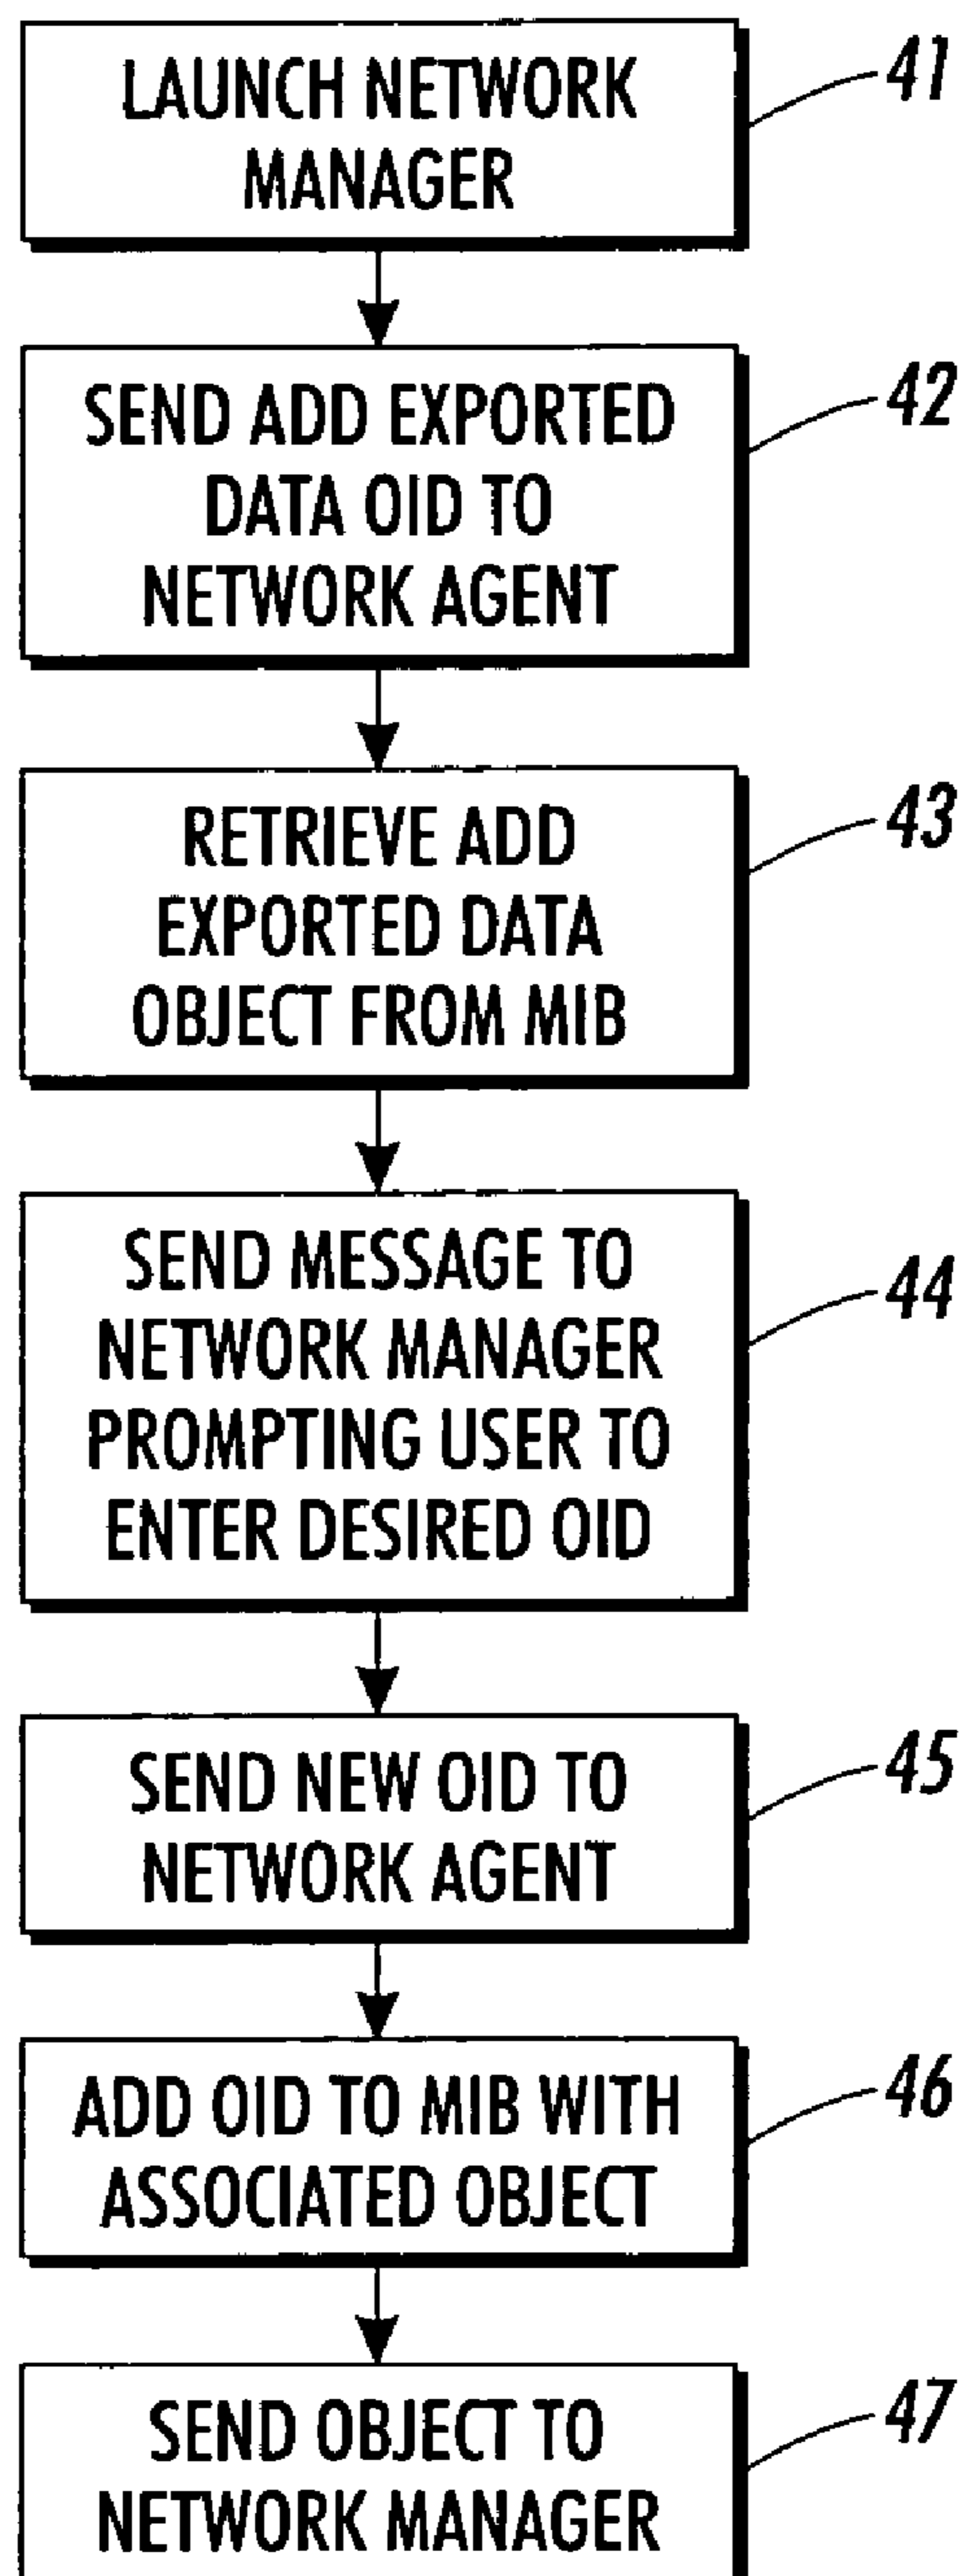 LAUNCH NETWORK
MANAGER
41
SEND ADD EXPORTED
DATA OID TO
NETWORK AGENT
42
RETRIEVE ADD
EXPORTED DATA
OBJECT FROM MIB
43
SEND MESSAGE TO
NETWORK MANAGER
PROMPTING USER TO
ENTER DESIRED OID
44
SEND NEW OID TO
NETWORK AGENT
45
ADD OID TO MIB WITH
ASSOCIATED OBJECT
46
SEND OBJECT TO
NETWORK MANAGER
47